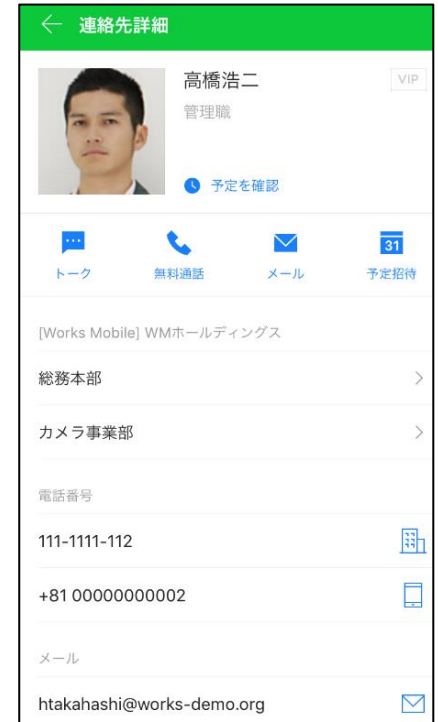 連絡先詳細
高橋浩二
VIP
管理職
予定を確認
トーク
無料通話
メール
31
予定招待
[Works Mobile] WMホールディングス
総務本部
カメラ事業部
電話番号
111-1111-112
+81 00000000002
メール
htakahashi@works-demo.org